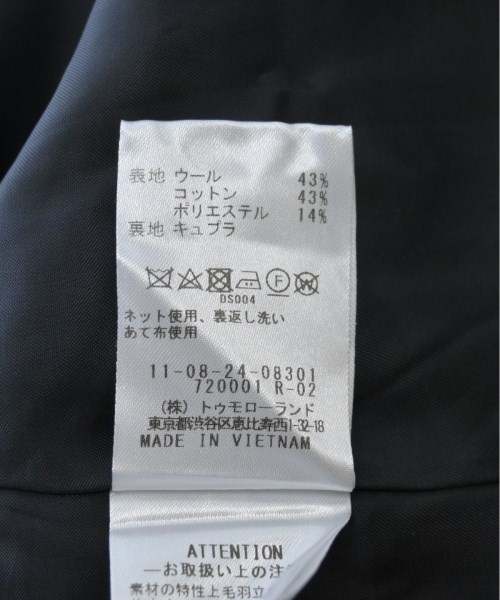 表地 ウール 43%
コットン 43%
ポリエステル 14%
裏地 キュプラ
F W
DS004
ネット使用、裏返し洗い
あて布使用
11-08-24-08301
720001 R-02
(株) トゥモローランド
東京都渋谷区恵比寿西1-32-18
MADE IN VIETNAM
ATTENTION
―お取扱い上の注
素材の特性上毛羽立